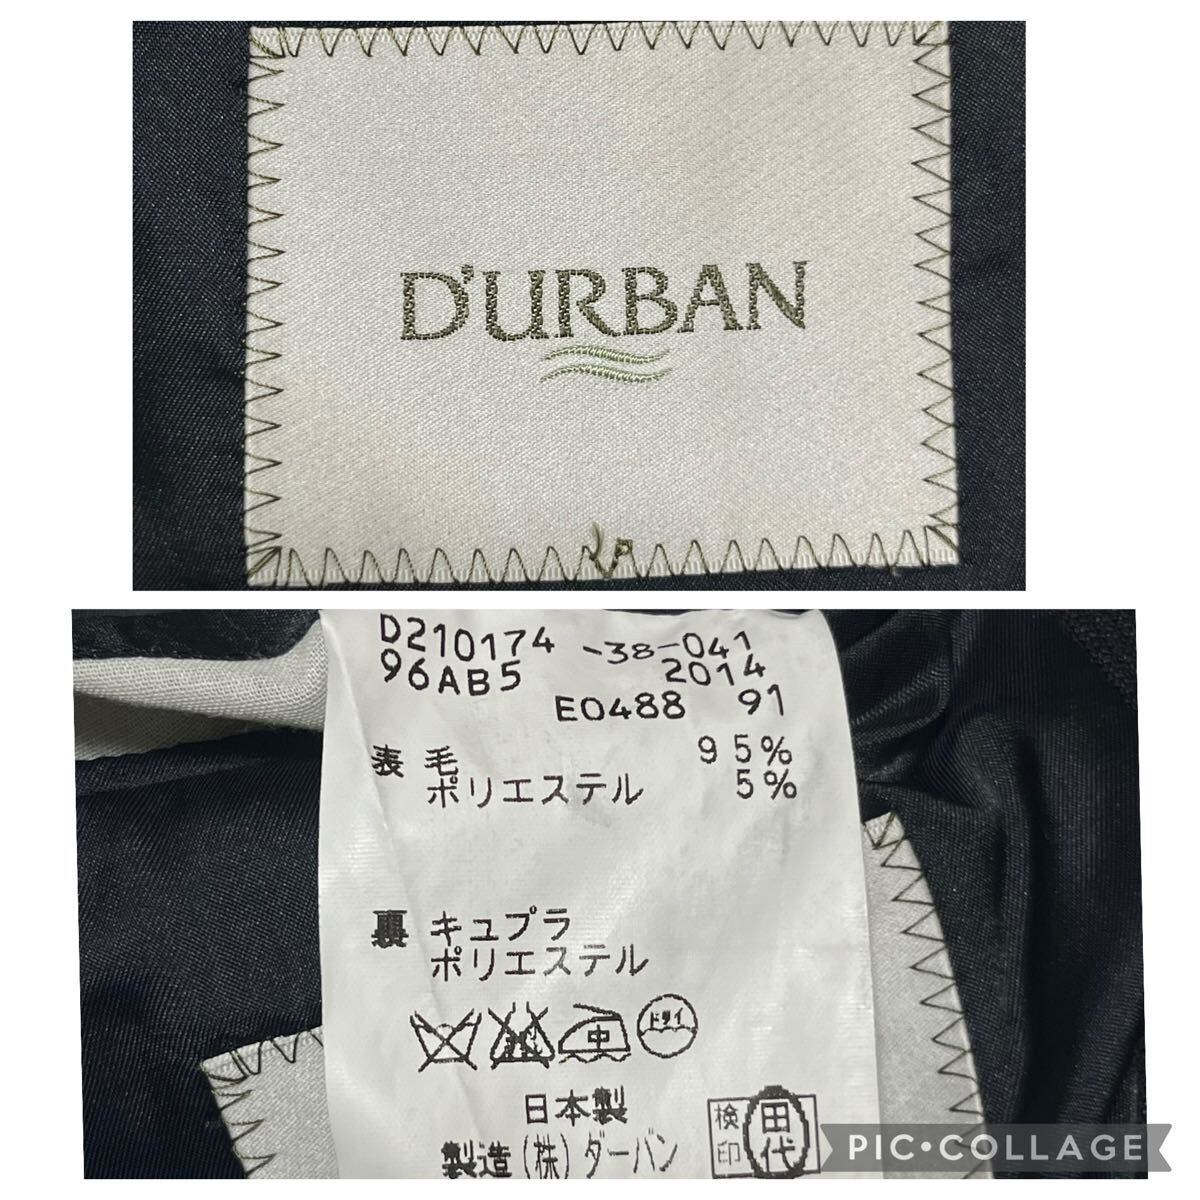 D'URBAN
D210174 -38-041
96AB5 2014
E0488 91
表 毛 95%
ポリエステル 5%
裏 キュプラ
ポリエステル
中 ドライ
日本製
製造(株)ダーバン
検印 田代
PIC•COLLAGE